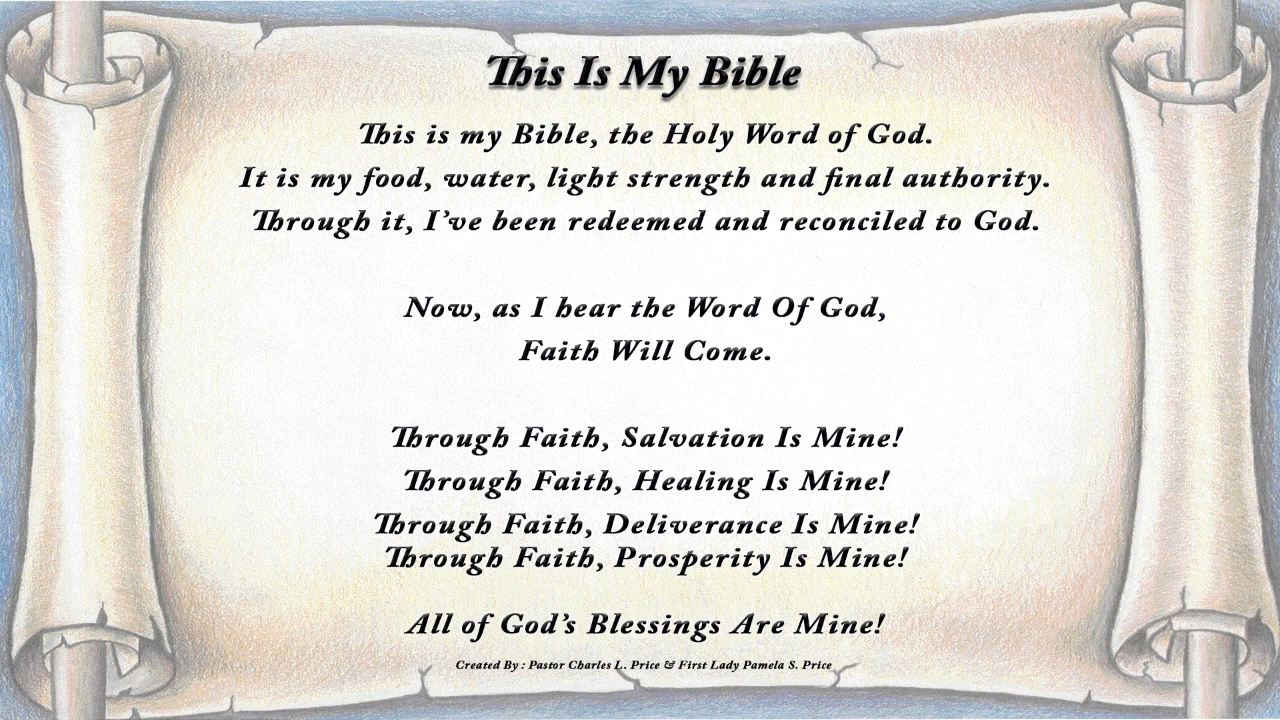 This Is My Bible
This is my Bible, the Holy Word of God.
It is my food, water, light strength and final authority.
Through it, I’ve been redeemed and reconciled to God.
Now, as I hear the Word Of God,
Faith Will Come.
Through Faith, Salvation Is Mine!
Through Faith, Healing Is Mine!
Through Faith, Deliverance Is Mine!
Through Faith, Prosperity Is Mine!
All of God’s Blessings Are Mine!
Created By : Pastor Charles L. Price & First Lady Pamela S. Price